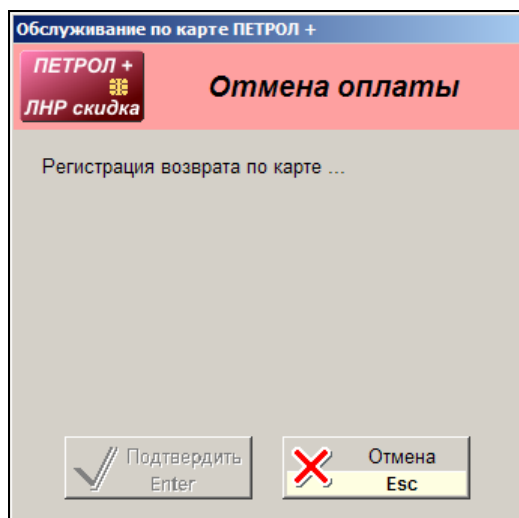 Обслуживание по карте ПЕТРОЛ +
ПЕТРОЛ +
ЛНР скидка
Отмена оплаты
Регистрация возврата по карте ...
Подтвердить
Enter
Отмена
Esc